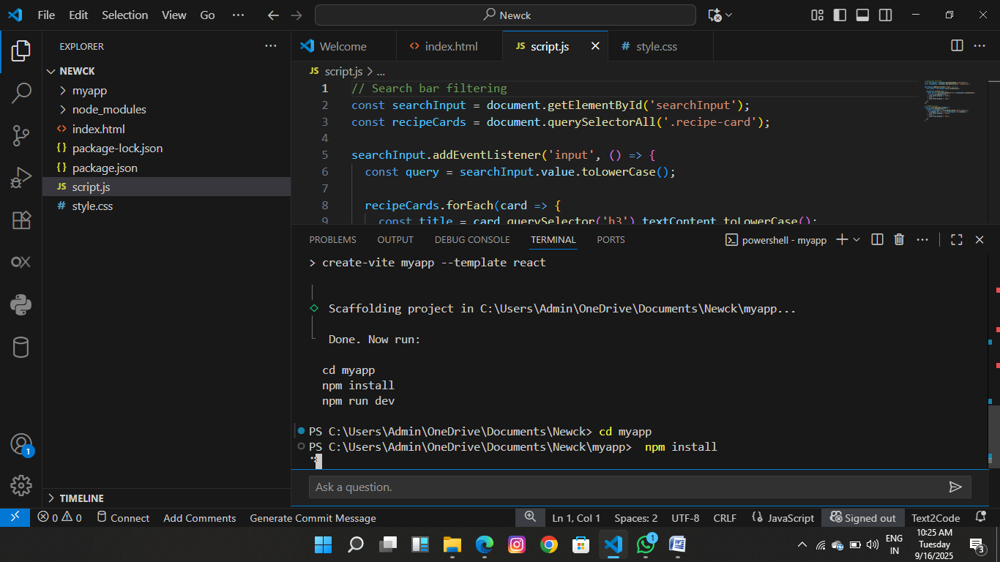 File Edit Selection View Go ... Newck
EXPLORER ...
NEWCK
myapp
node_modules
index.html
package-lock.json
package.json
JS script.js
# style.css
TIMELINE
Welcome
index.html
JS script.js
# style.css
JS script.js > ...
1 // Search bar filtering
2 const searchInput = document.getElementById('searchInput');
3 const recipeCards = document.querySelectorAll('.recipe-card');
4
5 searchInput.addEventListener('input', () => {
6 const query = searchInput.value.toLowerCase();
7
8 recipeCards.forEach(card => {
9 const title = card.querySelector('h3').textContent.toLowerCase();
PROBLEMS OUTPUT DEBUG CONSOLE TERMINAL PORTS powershell - myapp
> create-vite myapp --template react
Scaffolding project in C:\Users\Admin\OneDrive\Documents\Newck\myapp...
Done. Now run:
cd myapp
npm install
npm run dev
PS C:\Users\Admin\OneDrive\Documents\Newck> cd myapp
PS C:\Users\Admin\OneDrive\Documents\Newck\myapp>  npm install
Ask a question.
1
0 0 Connect Add Comments Generate Commit Message Ln 1, Col 1 Spaces: 2 UTF-8 CRLF {} JavaScript Signed out Text2Code
1
ENG
IN
10:25 AM
Tuesday
9/16/2025
3